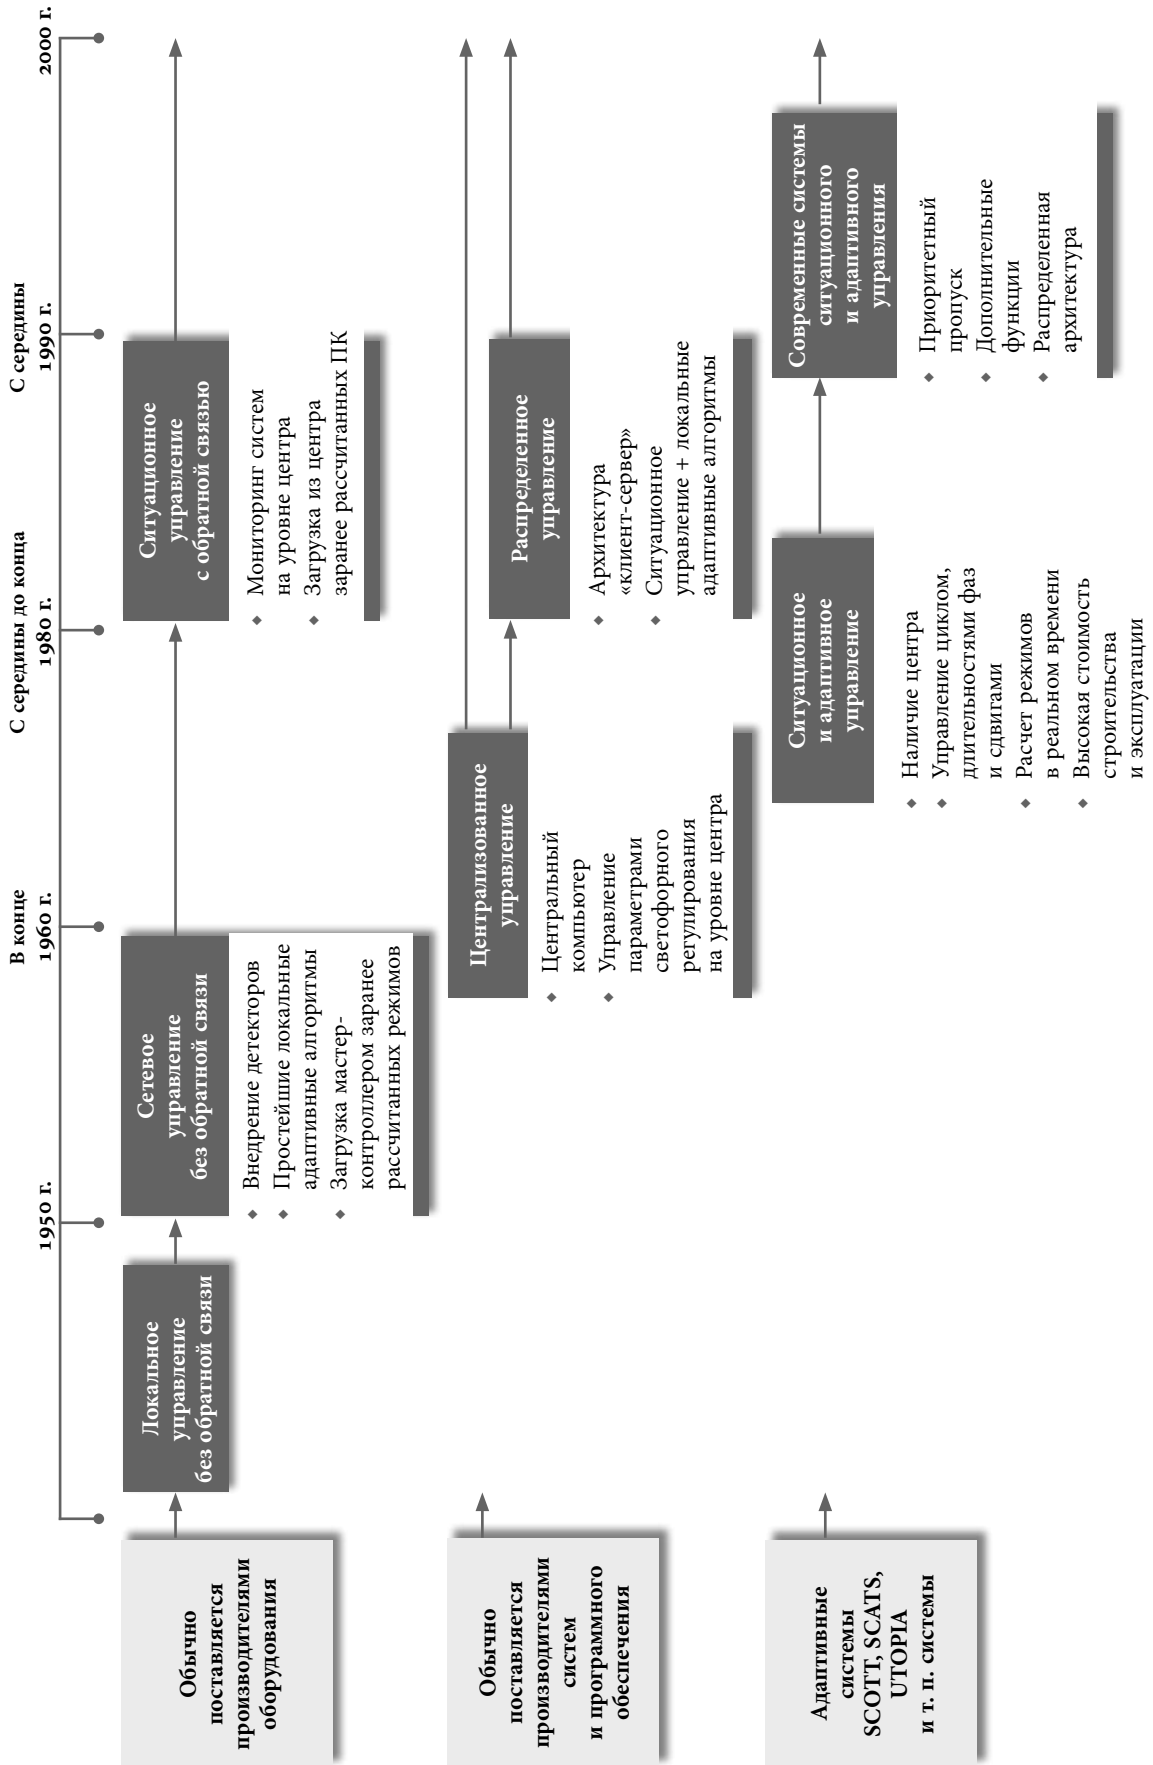 1950 г.
В конце
1960 г.
С середины до конца
1980 г.
С середины
1990 г.
2000 г.
Обычно
поставляется
производителями
оборудования
Локальное
управление
без обратной связи
Сетевое
управление
без обратной связи
◆ Внедрение детекторов
◆ Простейшие локальные
адаптивные алгоритмы
◆ Загрузка мастер-
контроллером заранее
рассчитанных режимов
Ситуационное
управление
с обратной связью
◆ Мониторинг систем
на уровне центра
◆ Загрузка из центра
заранее рассчитанных ПК
Обычно
поставляется
производителями
систем
и программного
обеспечения
Централизованное
управление
◆ Центральный
компьютер
◆ Управление
параметрами
светофорного
регулирования
на уровне центра
Распределенное
управление
◆ Архитектура
«клиент-сервер»
◆ Ситуационное
управление + локальные
адаптивные алгоритмы
Адаптивные
системы
SCOTT, SCATS,
UTOPIA
и т. п. системы
Ситуационное
и адаптивное
управление
◆ Наличие центра
◆ Управление циклом,
длительностями фаз
и сдвигами
◆ Расчет режимов
в реальном времени
◆ Высокая стоимость
строительства
и эксплуатации
Современные системы
ситуационного
и адаптивного
управления
◆ Приоритетный
пропуск
◆ Дополнительные
функции
◆ Распределенная
архитектура